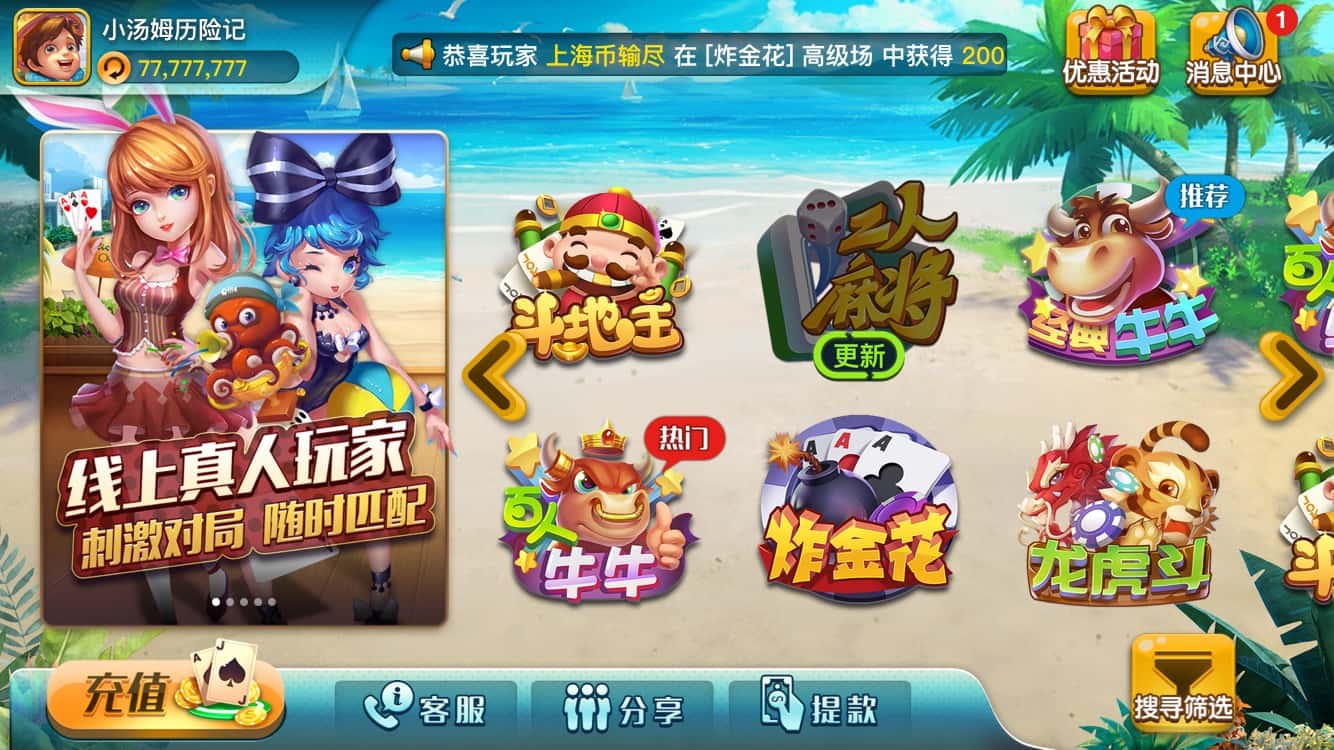 小汤姆历险记
77,777,777
恭喜玩家 上海币输尽 在 [炸金花] 高级场 中获得 200
优惠活动
消息中心
1
线上真人玩家
刺激对局 随时匹配
斗地主
二人
麻将
更新
推荐
经典牛牛
热门
百人
牛牛
炸金花
龙虎斗
充值
客服
分享
提款
搜寻筛选